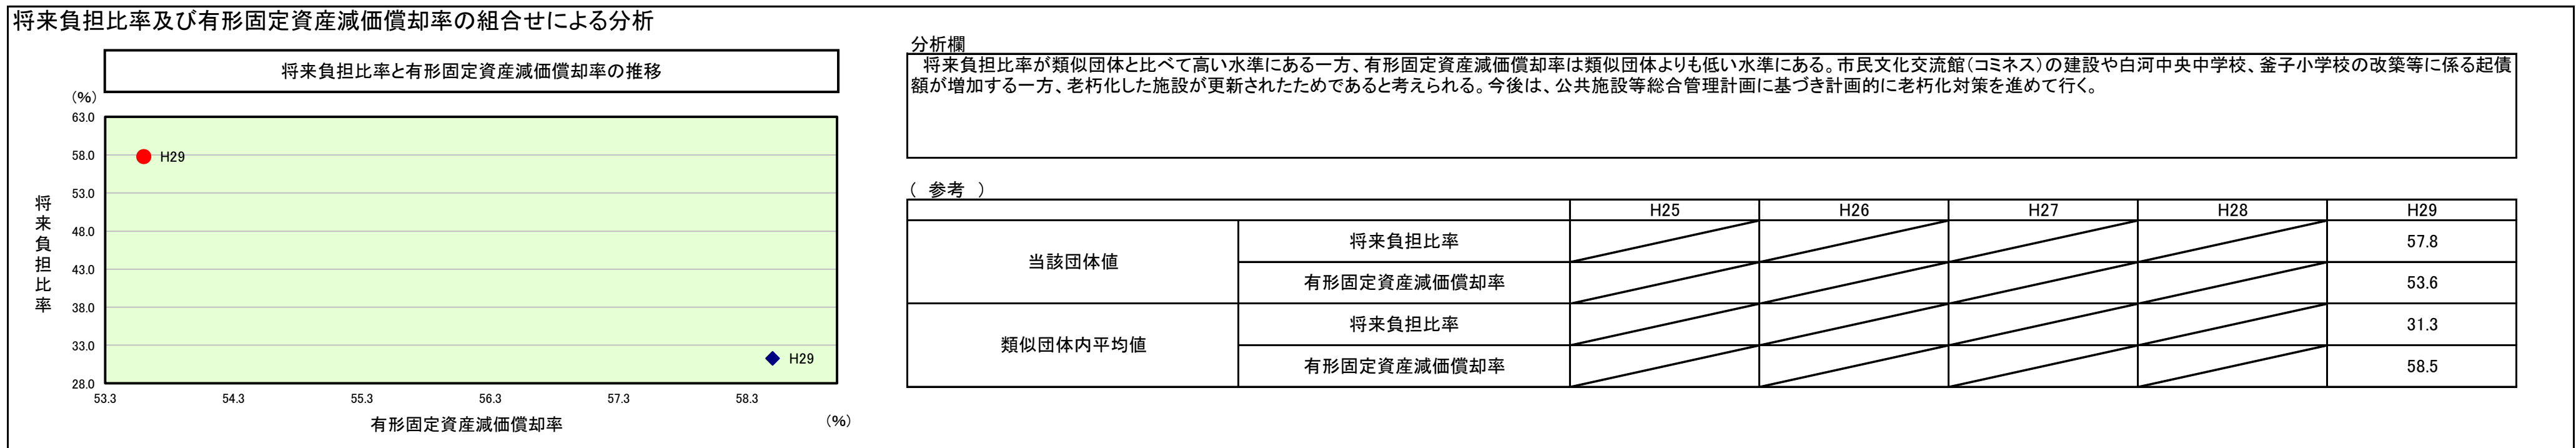 将来負担比率及び有形固定資産減価償却率の組合せによる分析
将来負担比率と有形固定資産減価償却率の推移
(%)
63.0
58.0
53.0
48.0
43.0
38.0
33.0
28.0
将来負担比率
H29
H29
53.3 54.3 55.3 56.3 57.3 58.3
有形固定資産減価償却率
(%)
分析欄
将来負担比率が類似団体と比べて高い水準にある一方、有形固定資産減価償却率は類似団体よりも低い水準にある。市民文化交流館(コミネス)の建設や白河中央中学校、釜子小学校の改築等に係る起債
額が増加する一方、老朽化した施設が更新されたためであると考えられる。今後は、公共施設等総合管理計画に基づき計画的に老朽化対策を進めて行く。
( 参考 )
H25 H26 H27 H28 H29
当該団体値
将来負担比率 57.8
有形固定資産減価償却率 53.6
類似団体内平均値
将来負担比率 31.3
有形固定資産減価償却率 58.5